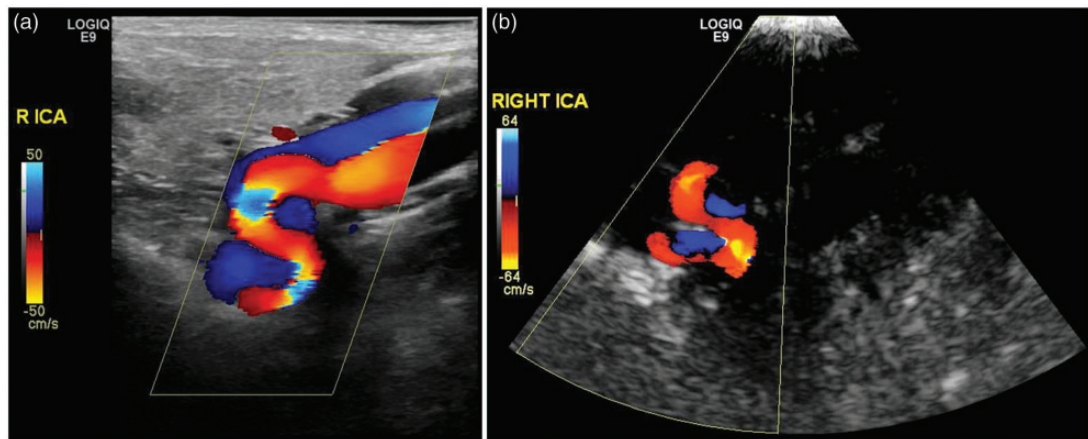 (a)
LOGIQ
E9
R ICA
50
-50
cm/s
(b)
LOGIQ
E9
RIGHT ICA
64
-64
cm/s